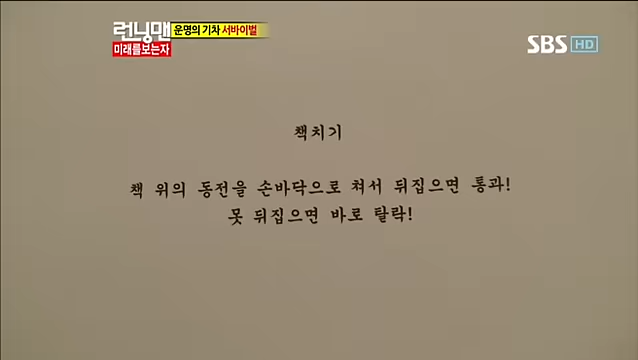 런닝맨 운명의 기차 서바이벌
미래를보는자
SBS HD
책치기
책 위의 동전을 손바닥으로 쳐서 뒤집으면 통과!
못 뒤집으면 바로 탈락!